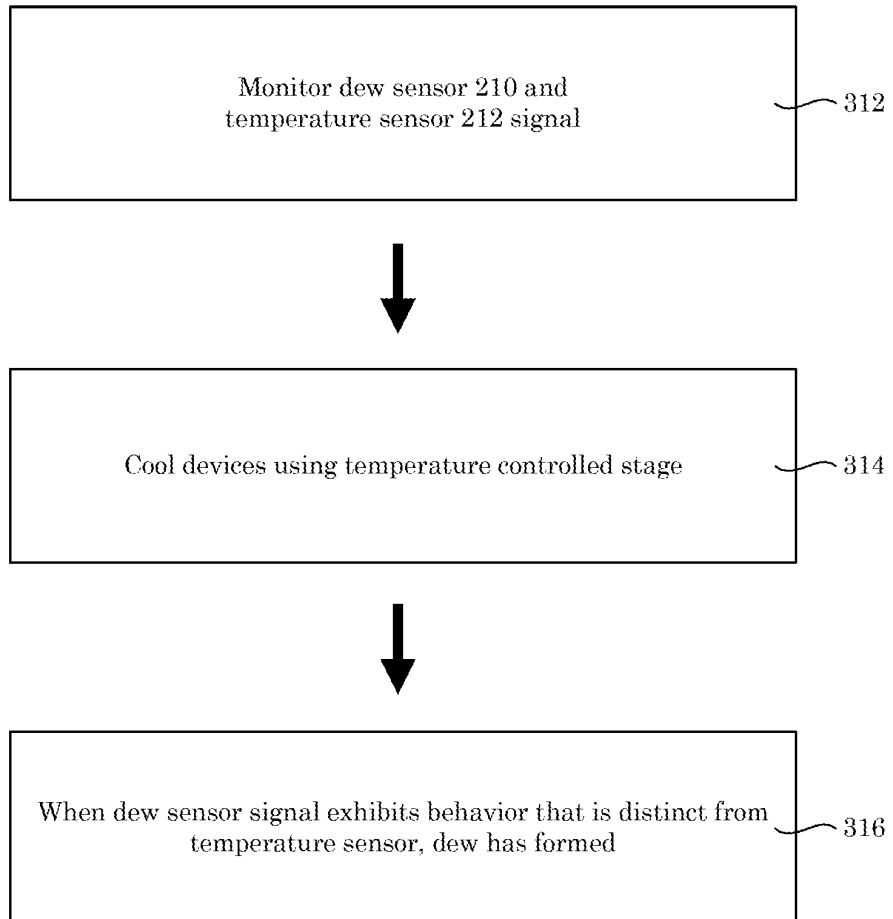 Monitor dew sensor 210 and
temperature sensor 212 signal
312
Cool devices using temperature controlled stage
314
When dew sensor signal exhibits behavior that is distinct from
temperature sensor, dew has formed
316